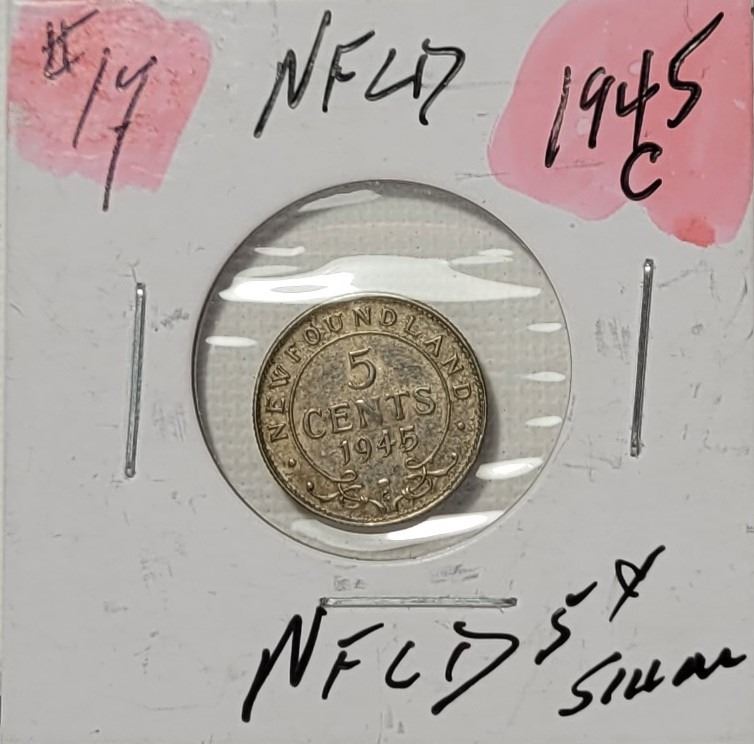 #14
NFLD
1945
C
NEWFOUNDLAND
5
CENTS
1945
C
NFLD 5¢
Silver